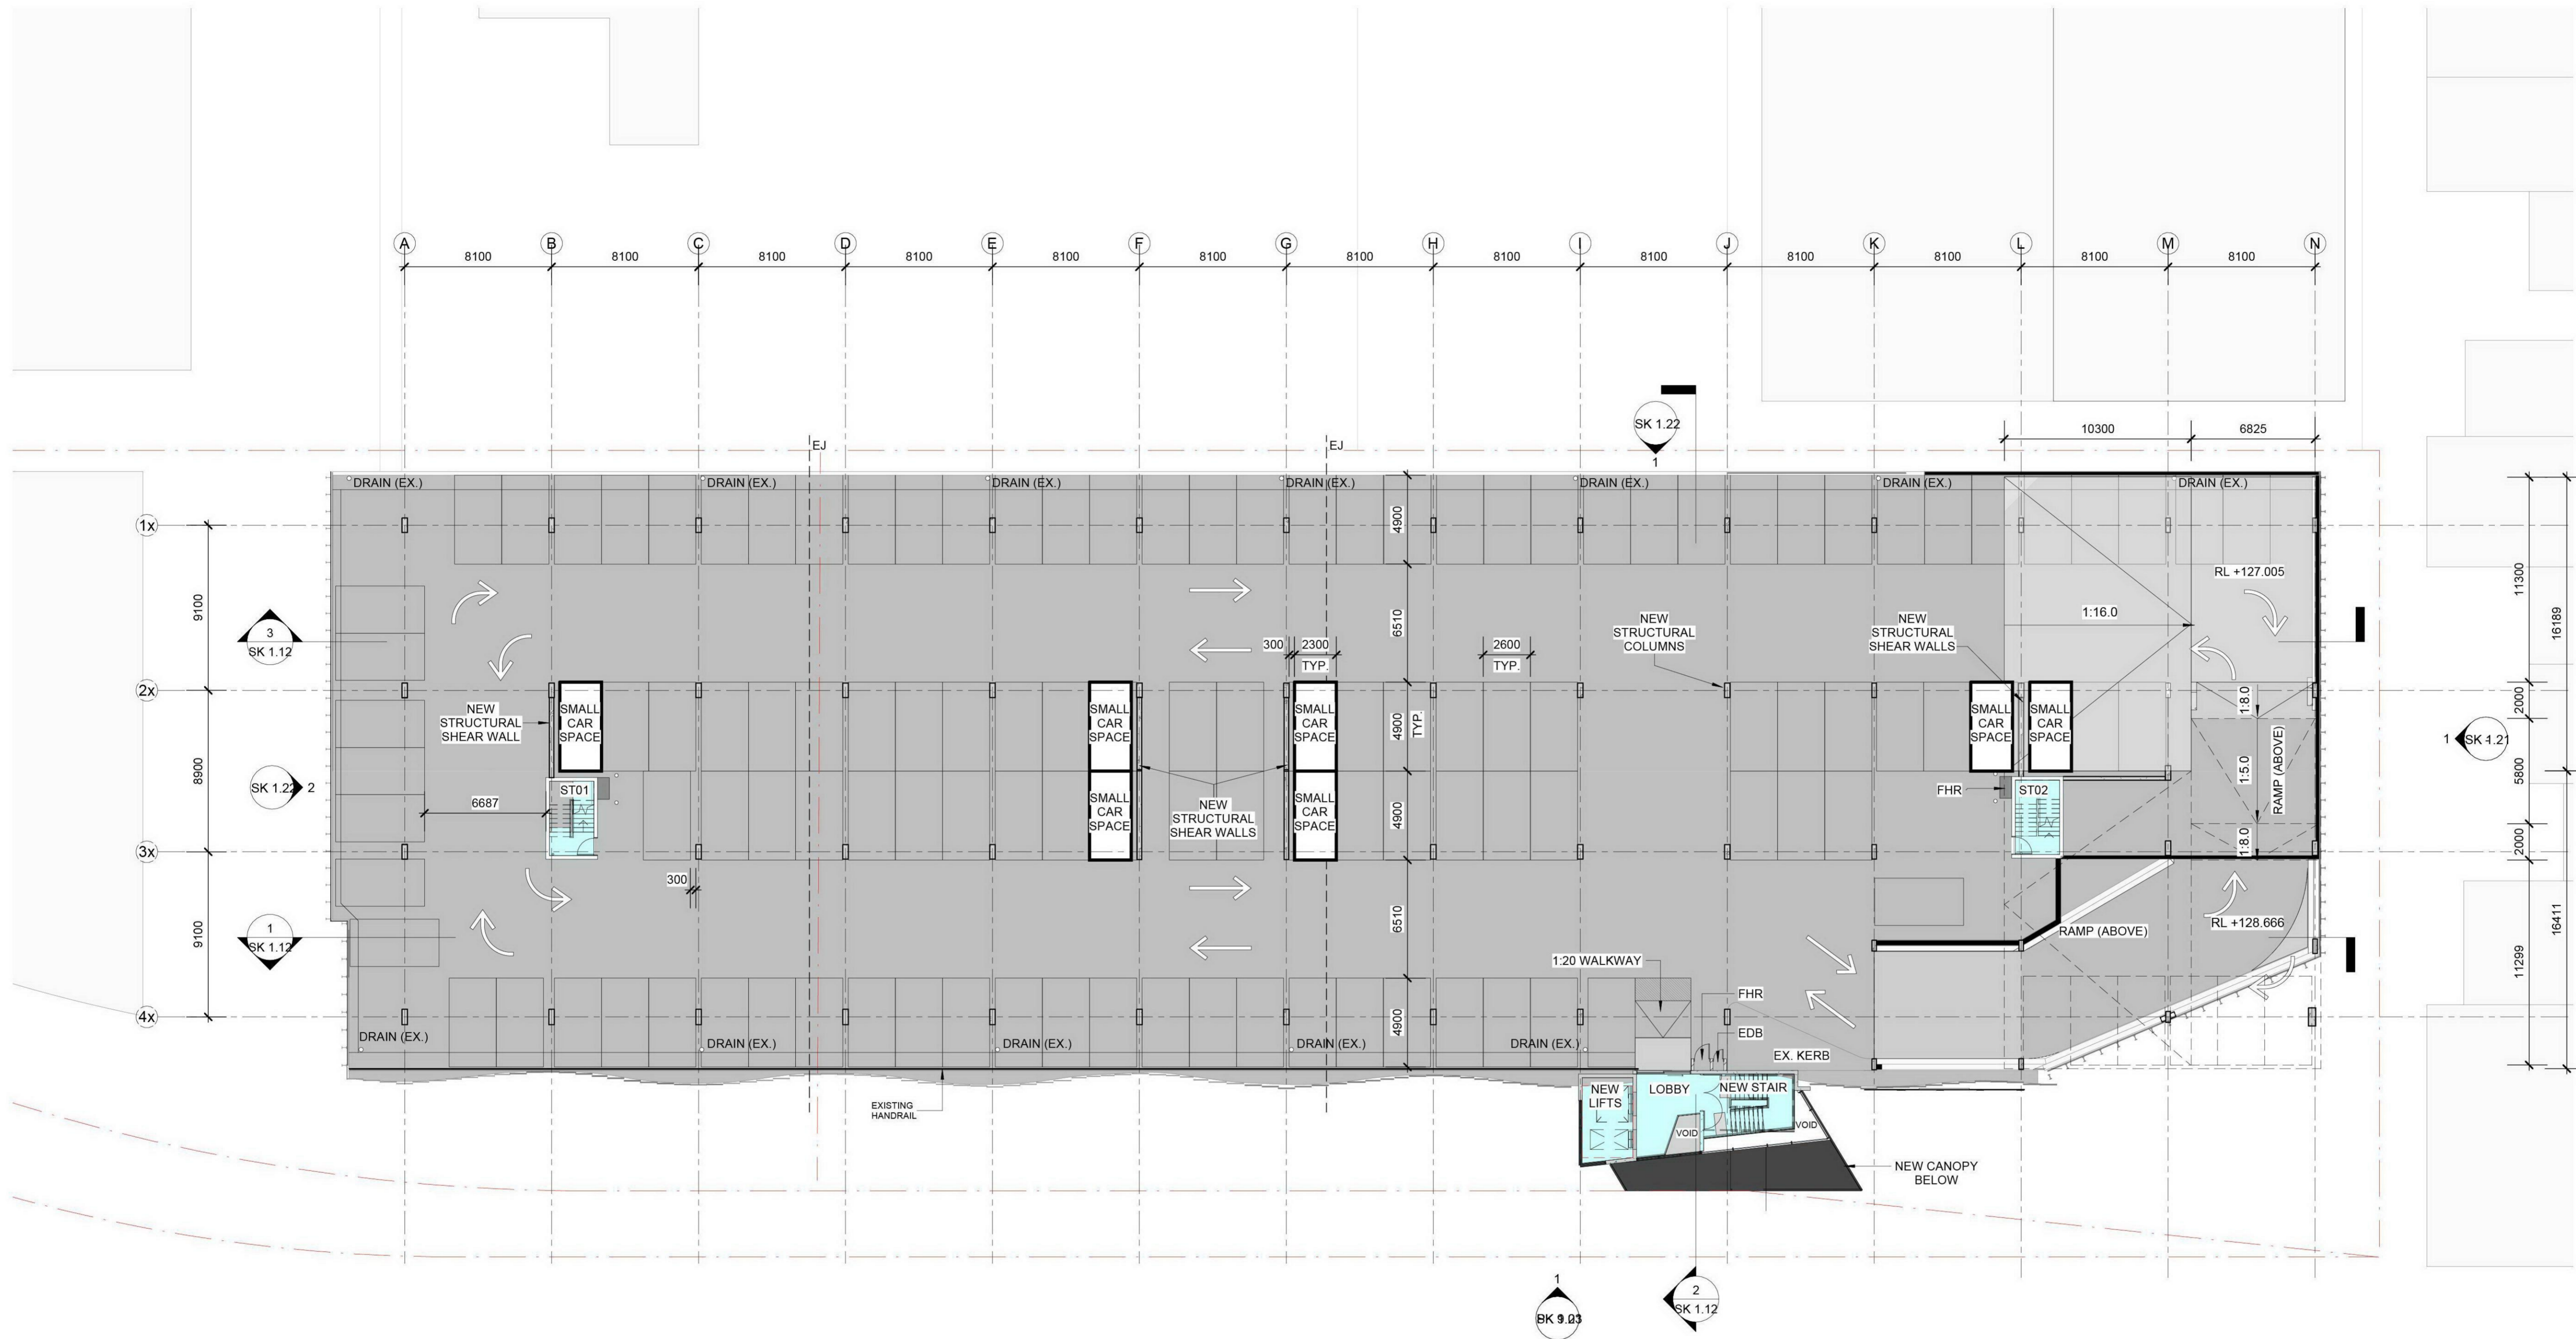 A B C D E F G H I J K L M N
8100 8100 8100 8100 8100 8100 8100 8100 8100 8100 8100 8100 8100
SK 1.22
1
10300 6825
EJ EJ
DRAIN (EX.) DRAIN (EX.) DRAIN (EX.) DRAIN (EX.) DRAIN (EX.) DRAIN (EX.) DRAIN (EX.)
1x
4900
RL +127.005
11300
9100
1:16.0
16189
3
SK 1.12
6510
300 2300
TYP.
2600
TYP.
NEW
STRUCTURAL
COLUMNS
NEW
STRUCTURAL
SHEAR WALLS
2x
NEW
STRUCTURAL
SHEAR WALL
SMALL
CAR
SPACE
SMALL
CAR
SPACE
SMALL
CAR
SPACE
4900
TYP.
SMALL
CAR
SPACE
SMALL
CAR
SPACE
1:8.0
2000
1
8900
2
6687
ST01
SMALL
CAR
SPACE
NEW
STRUCTURAL
SHEAR WALLS
SMALL
CAR
SPACE
4900
FHR
ST02
1:5.0
RAMP (ABOVE)
5800
1:8.0
2000
3x
300
9100
1
SK 1.12
6510
RAMP (ABOVE)
RL +128.666
16411
11299
1:20 WALKWAY
FHR
EDB
EX. KERB
4x
4900
DRAIN (EX.) DRAIN (EX.) DRAIN (EX.) DRAIN (EX.) DRAIN (EX.)
EXISTING
HANDRAIL
NEW
LIFTS
LOBBY
NEW STAIR
VOID
VOID
NEW CANOPY
BELOW
1
2
SK 1.12